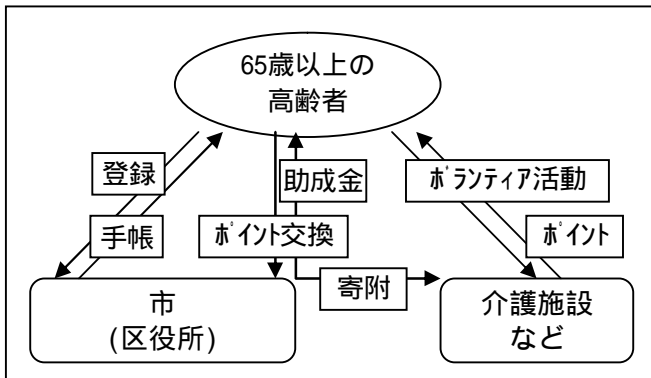 65歳以上の
高齢者
登録
手帳
助成金
ﾎﾟｲﾝﾄ交換
寄附
ﾎﾞﾗﾝﾃｨｱ活動
ﾎﾟｲﾝﾄ
市
(区役所)
介護施設
など